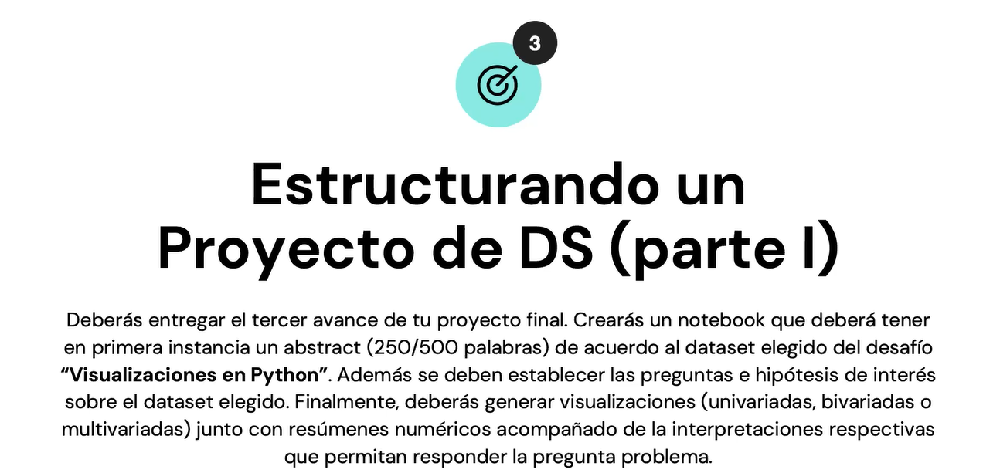 3
Estructurando un
Proyecto de DS (parte I)
Deberás entregar el tercer avance de tu proyecto final. Crearás un notebook que deberá tener
en primera instancia un abstract (250/500 palabras) de acuerdo al dataset elegido del desafío
“Visualizaciones en Python”. Además se deben establecer las preguntas e hipótesis de interés
sobre el dataset elegido. Finalmente, deberás generar visualizaciones (univariadas, bivariadas o
multivariadas) junto con resúmenes numéricos acompañado de la interpretaciones respectivas
que permitan responder la pregunta problema.